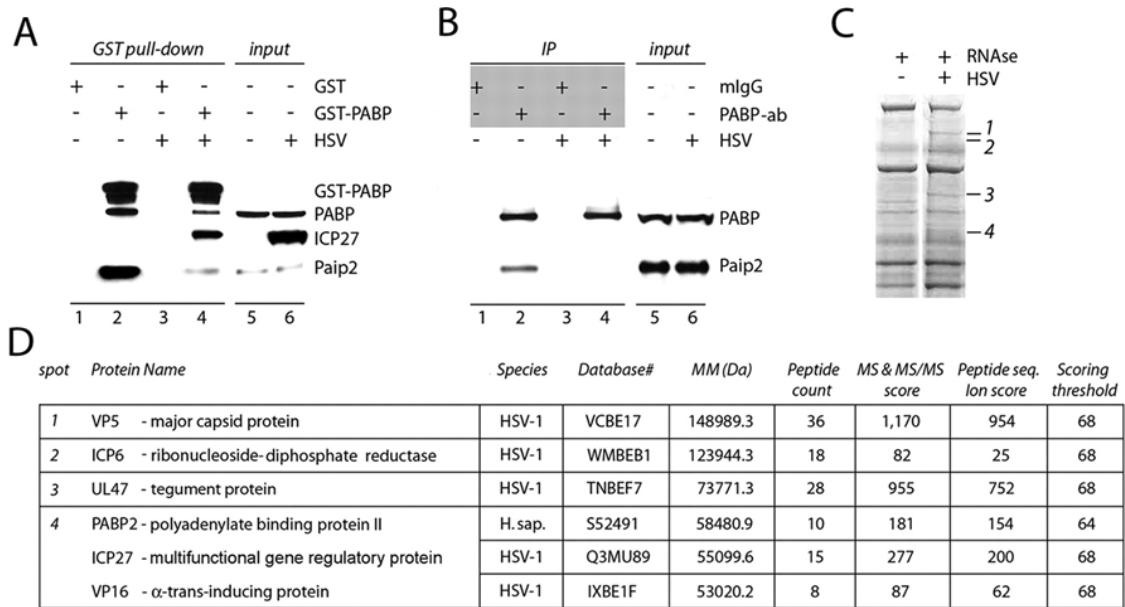 A
GST pull-down input
+ - + - - - GST
- + - + - - GST-PABP
- - + + - + HSV
GST-PABP
PABP
ICP27
Paip2
1 2 3 4 5 6
B
IP input
+ - + - - - mIgG
- + - + - - PABP-ab
- - + + - + HSV
PABP
Paip2
1 2 3 4 5 6
C
+ + RNAse
- + HSV
1
2
3
4
D
spot Protein Name Species Database# MM (Da) Peptide count MS & MS/MS score Peptide seq. Ion score Scoring threshold
1 VP5 - major capsid protein HSV-1 VCBE17 148989.3 36 1,170 954 68
2 ICP6 - ribonucleoside-diphosphate reductase HSV-1 WMBEB1 123944.3 18 82 25 68
3 UL47 - tegument protein HSV-1 TNBEF7 73771.3 28 955 752 68
4 PABP2 - polyadenylate binding protein II H. sap. S52491 58480.9 10 181 154 64
ICP27 - multifunctional gene regulatory protein HSV-1 Q3MU89 55099.6 15 277 200 68
VP16 - α-trans-inducing protein HSV-1 IXBE1F 53020.2 8 87 62 68